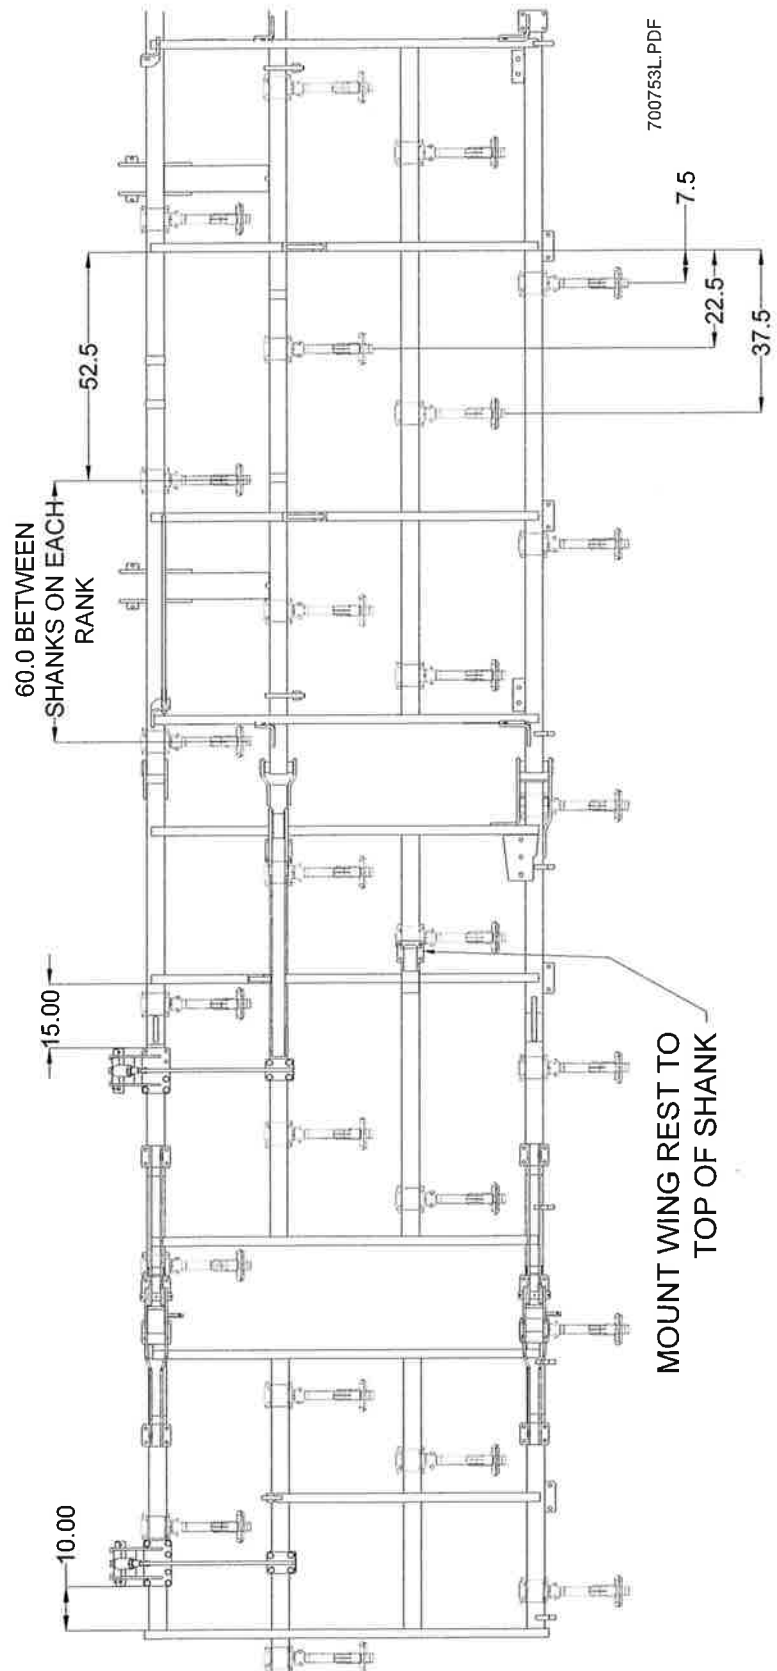 700753L.PDF
52.5
60.0 BETWEEN
SHANKS ON EACH
RANK
7.5
22.5
37.5
15.00
MOUNT WING REST TO
TOP OF SHANK
10.00